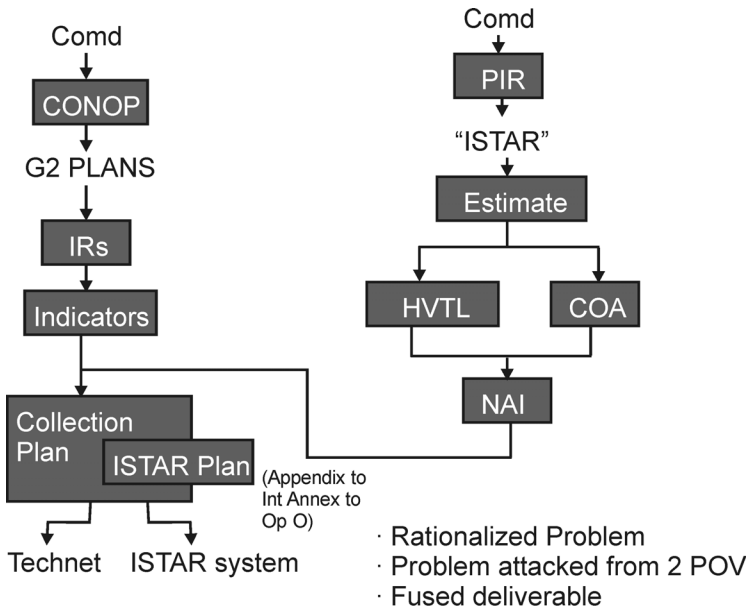 Comd
CONOP
G2 PLANS
IRs
Indicators
Collection
Plan
ISTAR Plan
(Appendix to
Int Annex to
Op O)
Technet
ISTAR system
Comd
PIR
“ISTAR”
Estimate
HVTL
COA
NAI
· Rationalized Problem
· Problem attacked from 2 POV
· Fused deliverable